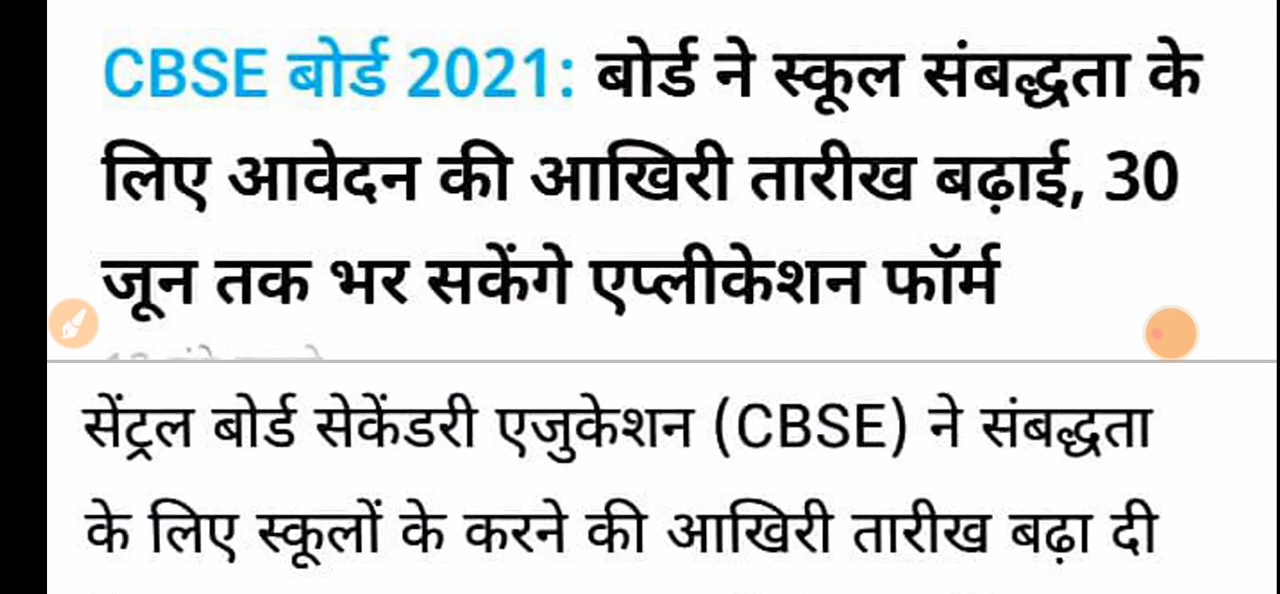 CBSE बोर्ड 2021: बोर्ड ने स्कूल संबद्धता के
लिए आवेदन की आखिरी तारीख बढ़ाई, 30
जून तक भर सकेंगे एप्लीकेशन फॉर्म
सेंट्रल बोर्ड सेकेंडरी एजुकेशन (CBSE) ने संबद्धता
के लिए स्कूलों के करने की आखिरी तारीख बढ़ा दी